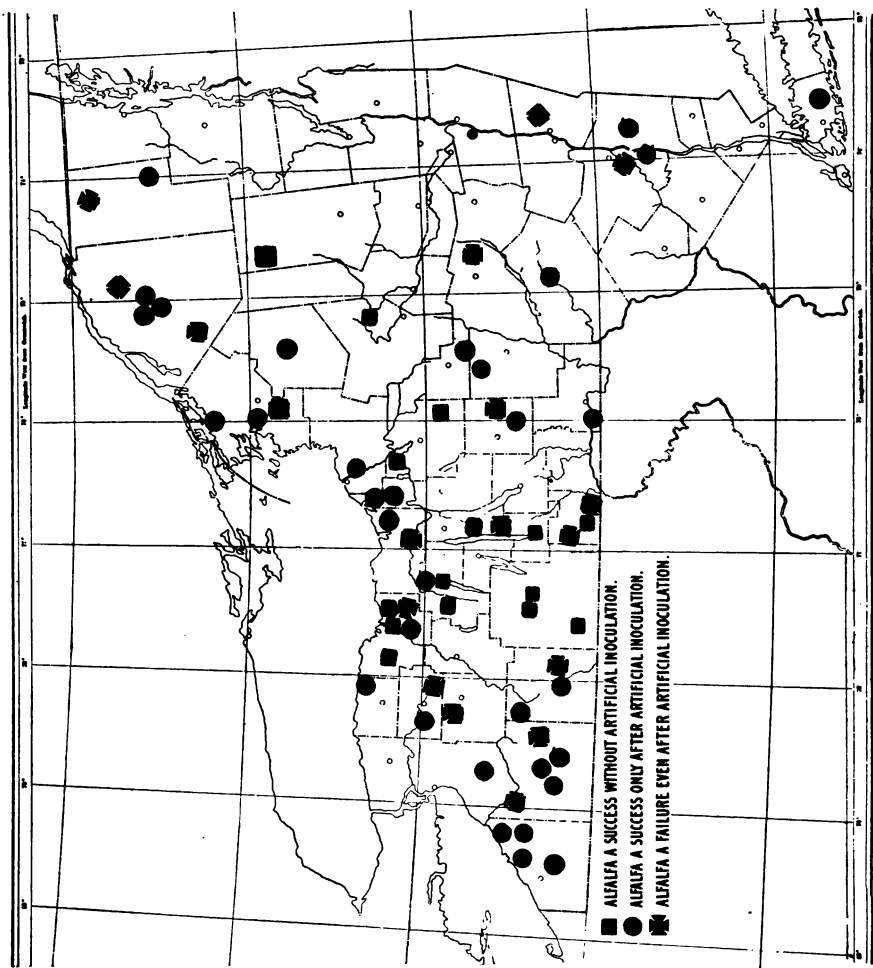 ALFALFA A SUCCESS WITHOUT ARTIFICIAL INOCULATION.
ALFALFA A SUCCESS ONLY AFTER ARTIFICIAL INOCULATION.
ALFALFA A FAILURE EVEN AFTER ARTIFICIAL INOCULATION.